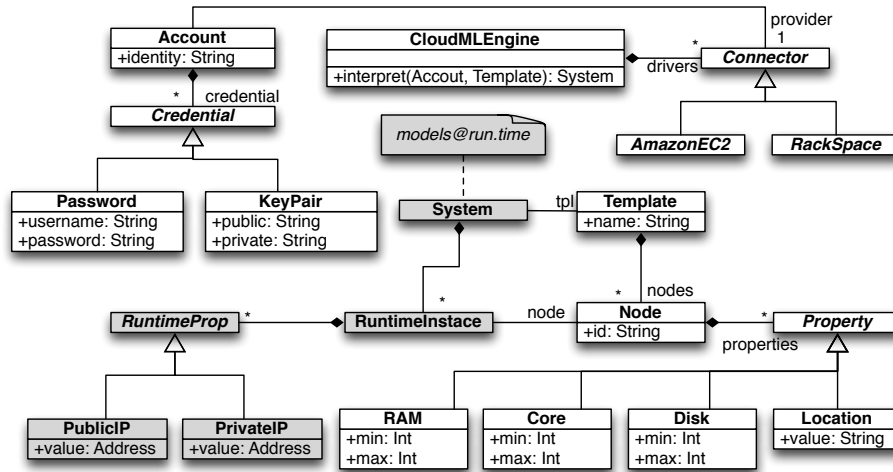 provider
1
Account
+identity: String
CloudMLEngine
+interpret(Accout, Template): System
*
drivers
Connector
* credential
Credential
models@run.time
AmazonEC2
RackSpace
Password
+username: String
+password: String
KeyPair
+public: String
+private: String
System
tpl
Template
+name: String
*
* nodes
RuntimeProp
*
RuntimeInstace
node
Node
+id: String
*
properties
Property
PublicIP
+value: Address
PrivateIP
+value: Address
RAM
+min: Int
+max: Int
Core
+min: Int
+max: Int
Disk
+min: Int
+max: Int
Location
+value: String